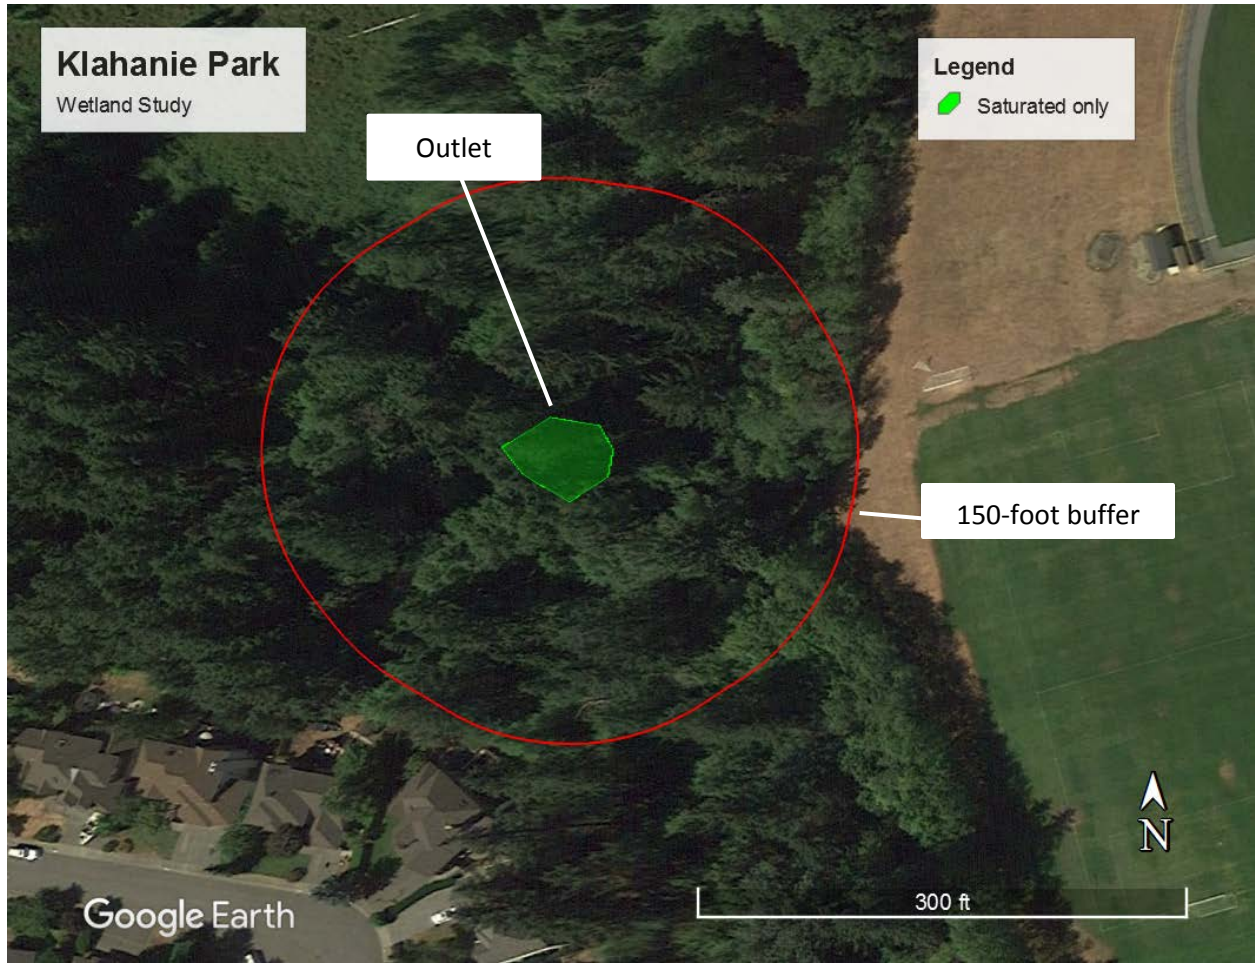 Klahanie Park
Wetland Study
Legend
Saturated only
Outlet
150-foot buffer
N
300 ft
Google Earth